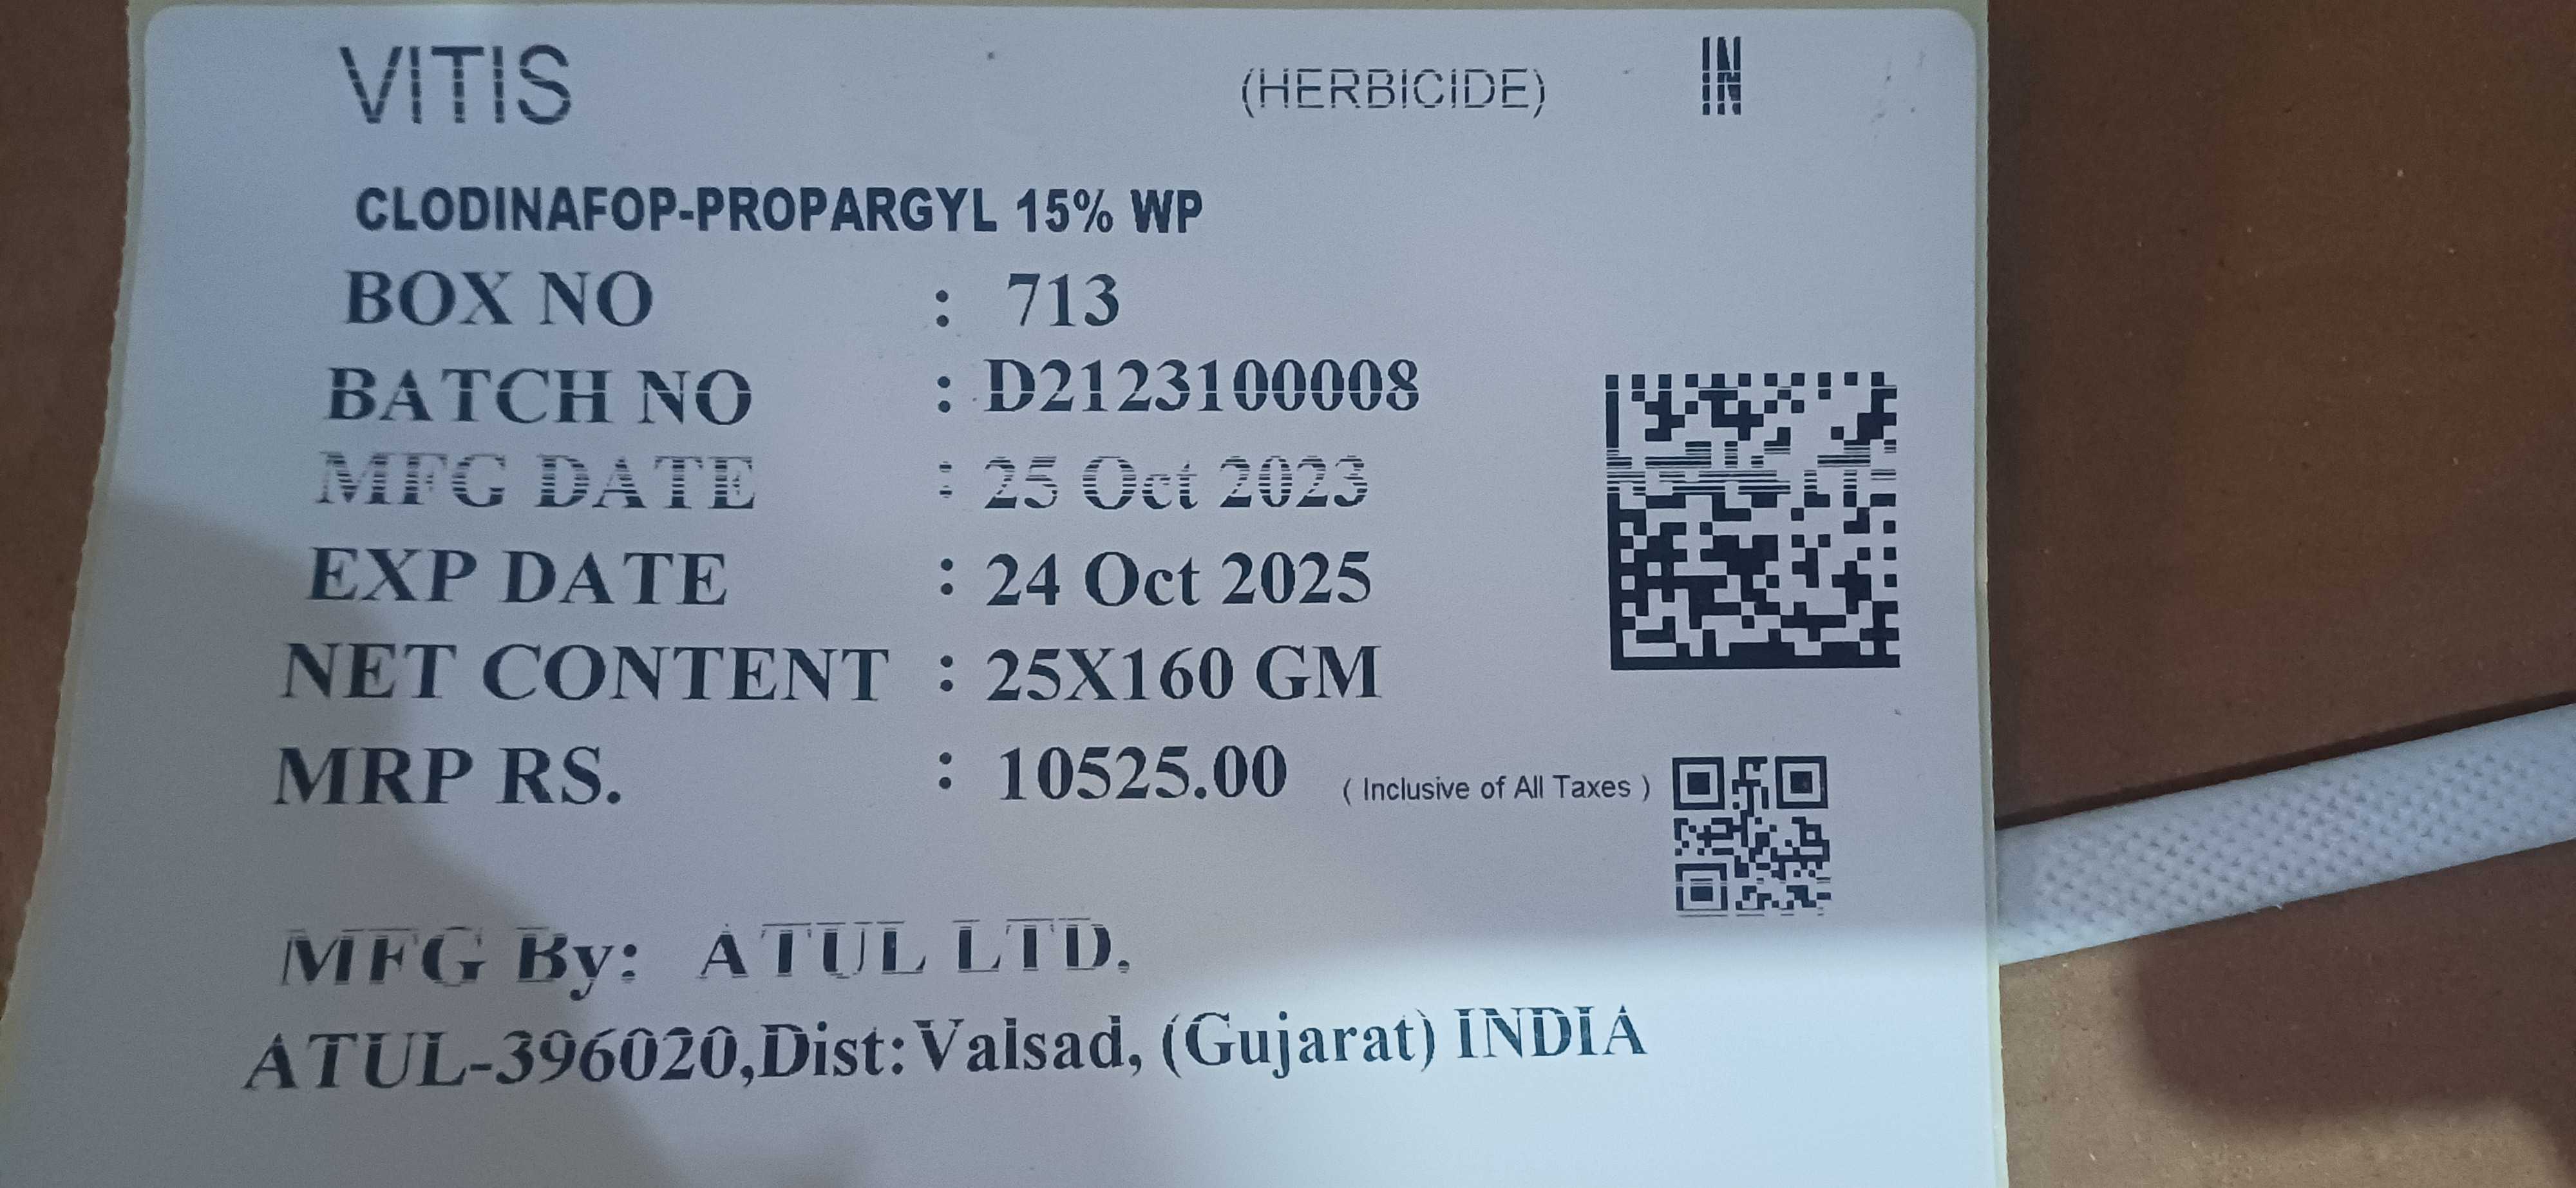 VITIS (HERBICIDE) IN
CLODINAFOP-PROPARGYL 15% WP
BOX NO : 713
BATCH NO : D2123100008
MFG DATE : 25 Oct 2023
EXP DATE : 24 Oct 2025
NET CONTENT : 25X160 GM
MRP RS. : 10525.00 ( Inclusive of All Taxes )
MFG By: ATUL LTD.
ATUL-396020,Dist: Valsad, (Gujarat) INDIA